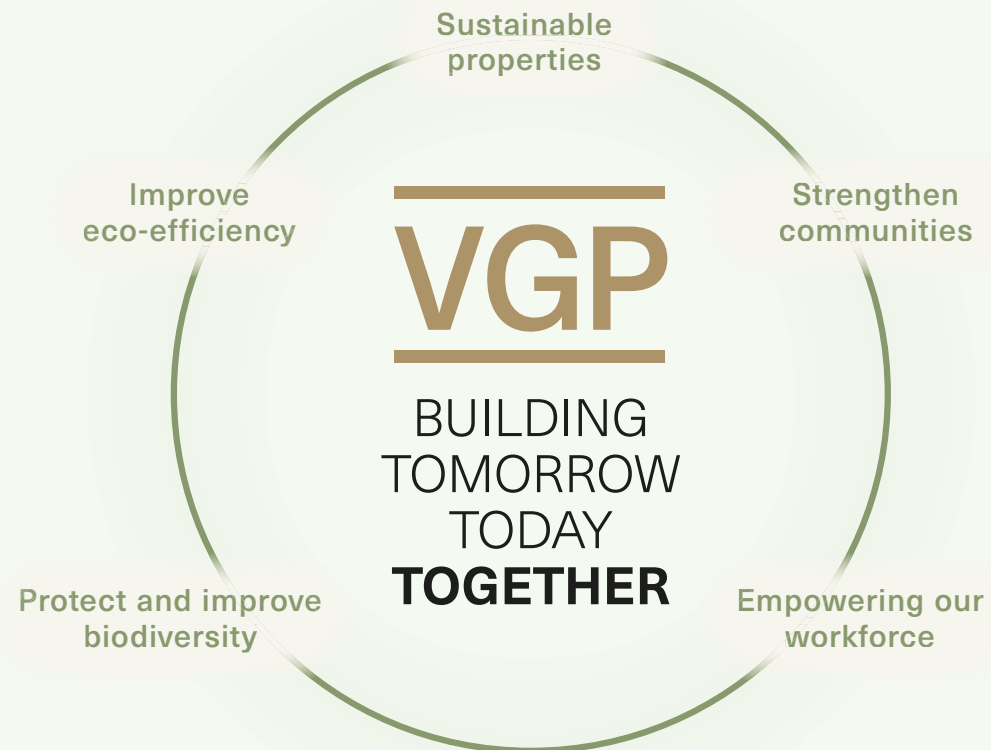 Sustainable
properties
Improve
eco-efficiency
Strengthen
communities
VGP
BUILDING
TOMORROW
TODAY
TOGETHER
Protect and improve
biodiversity
Empowering our
workforce